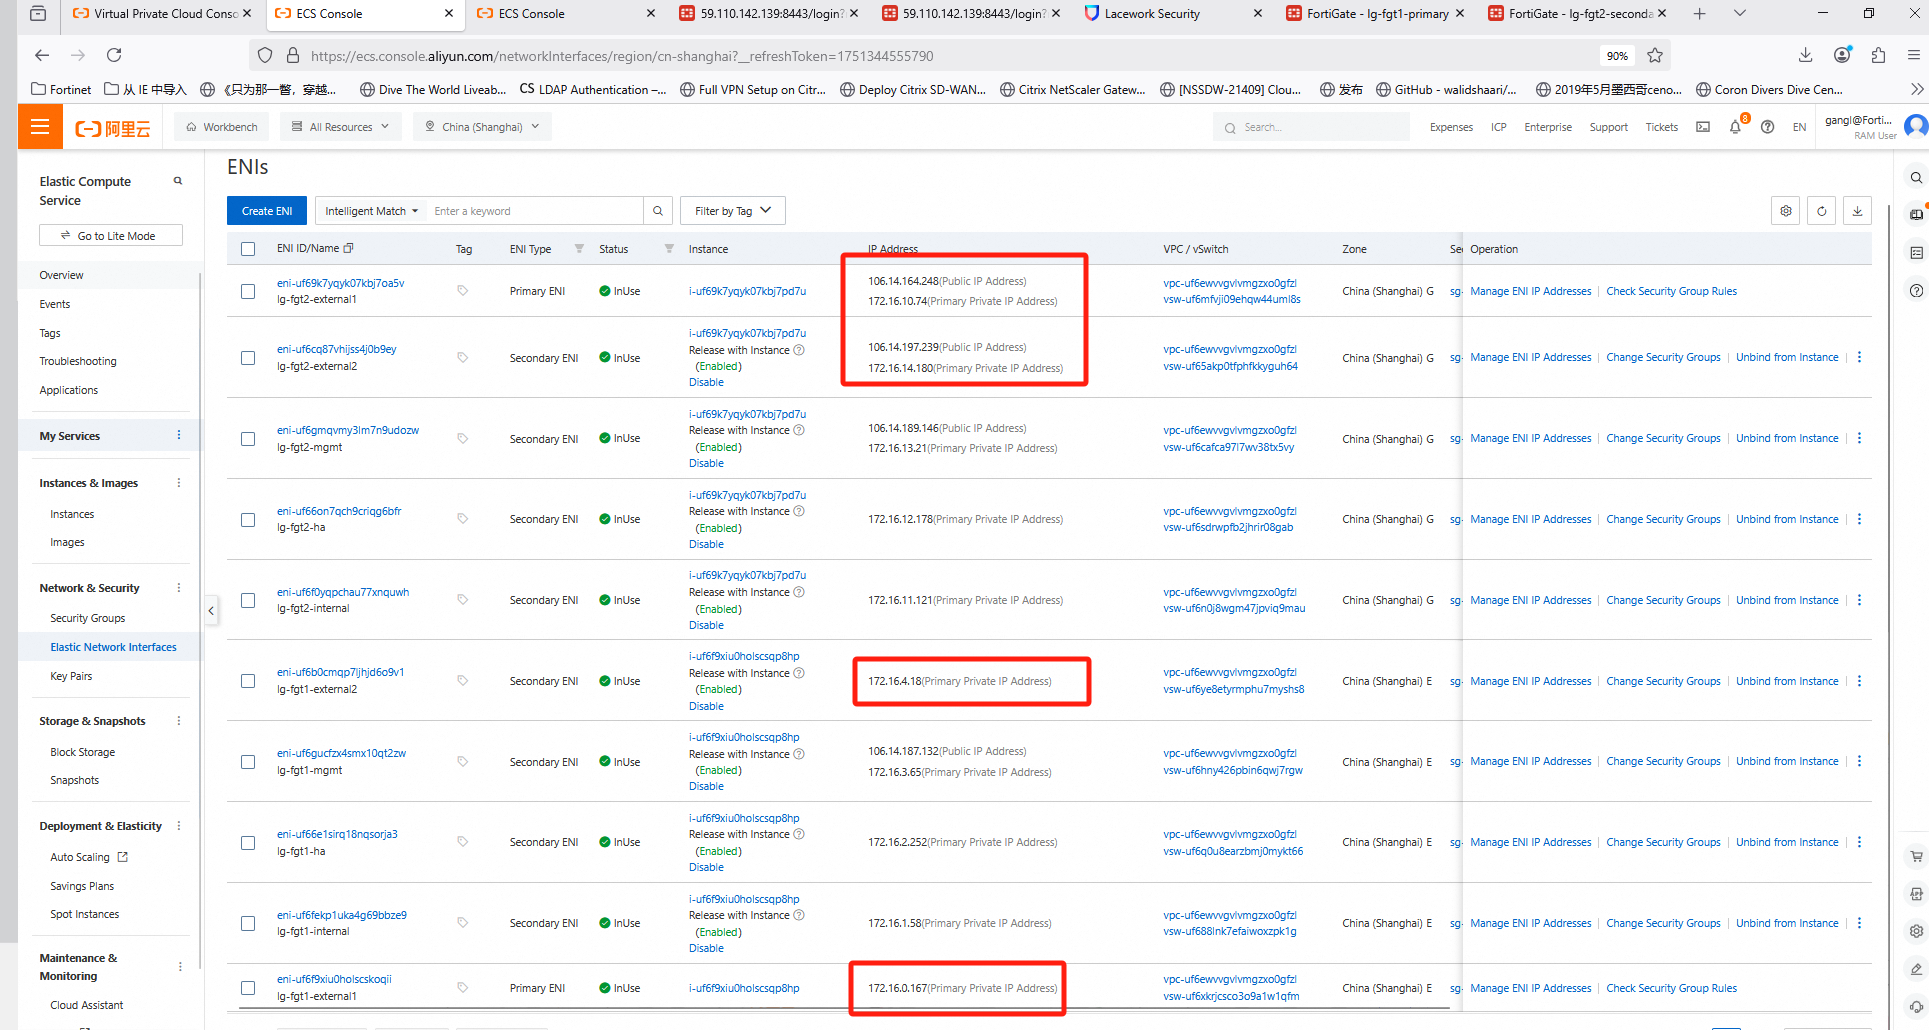 Virtual Private Cloud Conso
ECS Console
ECS Console
59.110.142.139:8443/login?
59.110.142.139:8443/login?
Lacework Security
FortiGate - lg-fgt1-primary
FortiGate - lg-fgt2-seconda
https://ecs.console.aliyun.com/networkInterfaces/region/cn-shanghai?__refreshToken=1751344555790
90%
Fortinet
从 IE 中导入
《只为那一瞥，穿越...
Dive The World Liveab...
CS LDAP Authentication –...
Full VPN Setup on Citr...
Deploy Citrix SD-WAN...
Citrix NetScaler Gatew...
[NSSDW-21409] Clou...
发布
GitHub - walidshaari/...
2019年5月墨西哥ceno...
Coron Divers Dive Cen...
阿里云
Workbench
All Resources
China (Shanghai)
Search...
Expenses
ICP
Enterprise
Support
Tickets
8
EN
gangl@Forti...
RAM User
Elastic Compute
Service
Go to Lite Mode
Overview
Events
Tags
Troubleshooting
Applications
My Services
Instances & Images
Instances
Images
Network & Security
Security Groups
Elastic Network Interfaces
Key Pairs
Storage & Snapshots
Block Storage
Snapshots
Deployment & Elasticity
Auto Scaling
Savings Plans
Spot Instances
Maintenance &
Monitoring
Cloud Assistant
ENIs
Create ENI
Intelligent Match
Enter a keyword
Filter by Tag
ENI ID/Name
Tag
ENI Type
Status
Instance
IP Address
VPC / vSwitch
Zone
Sec
Operation
eni-uf69k7yqyk07kbj7oa5v
lg-fgt2-external1
Primary ENI
InUse
i-uf69k7yqyk07kbj7pd7u
106.14.164.248(Public IP Address)
172.16.10.74(Primary Private IP Address)
vpc-uf6ewvvgvlvmgzxo0gfzl
vsw-uf6mfvji09ehqw44uml8s
China (Shanghai) G
sg-
Manage ENI IP Addresses
Check Security Group Rules
eni-uf6cq87vhijss4j0b9ey
lg-fgt2-external2
Secondary ENI
InUse
i-uf69k7yqyk07kbj7pd7u
Release with Instance
(Enabled)
Disable
106.14.197.239(Public IP Address)
172.16.14.180(Primary Private IP Address)
vpc-uf6ewvvgvlvmgzxo0gfzl
vsw-uf65akp0tfphfkkyguh64
China (Shanghai) G
sg-
Manage ENI IP Addresses
Change Security Groups
Unbind from Instance
eni-uf6gmqvmy3lm7n9udozw
lg-fgt2-mgmt
Secondary ENI
InUse
i-uf69k7yqyk07kbj7pd7u
Release with Instance
(Enabled)
Disable
106.14.189.146(Public IP Address)
172.16.13.21(Primary Private IP Address)
vpc-uf6ewvvgvlvmgzxo0gfzl
vsw-uf6cafca97l7wv38tx5vy
China (Shanghai) G
sg-
Manage ENI IP Addresses
Change Security Groups
Unbind from Instance
eni-uf66on7qch9criqg6bfr
lg-fgt2-ha
Secondary ENI
InUse
i-uf69k7yqyk07kbj7pd7u
Release with Instance
(Enabled)
Disable
172.16.12.178(Primary Private IP Address)
vpc-uf6ewvvgvlvmgzxo0gfzl
vsw-uf6sdrwpfb2jhrir08gab
China (Shanghai) G
sg-
Manage ENI IP Addresses
Change Security Groups
Unbind from Instance
eni-uf6f0yqpchau77xnquwh
lg-fgt2-internal
Secondary ENI
InUse
i-uf69k7yqyk07kbj7pd7u
Release with Instance
(Enabled)
Disable
172.16.11.121(Primary Private IP Address)
vpc-uf6ewvvgvlvmgzxo0gfzl
vsw-uf6n0j8wgm47jpviq9mau
China (Shanghai) G
sg-
Manage ENI IP Addresses
Change Security Groups
Unbind from Instance
eni-uf6b0cmqp7ljhjd6o9v1
lg-fgt1-external2
Secondary ENI
InUse
i-uf6f9xiu0holscsqp8hp
Release with Instance
(Enabled)
Disable
172.16.4.18(Primary Private IP Address)
vpc-uf6ewvvgvlvmgzxo0gfzl
vsw-uf6ye8etyrmphu7myshs8
China (Shanghai) E
sg-
Manage ENI IP Addresses
Change Security Groups
Unbind from Instance
eni-uf6gucfzx4smx10qt2zw
lg-fgt1-mgmt
Secondary ENI
InUse
i-uf6f9xiu0holscsqp8hp
Release with Instance
(Enabled)
Disable
106.14.187.132(Public IP Address)
172.16.3.65(Primary Private IP Address)
vpc-uf6ewvvgvlvmgzxo0gfzl
vsw-uf6hny426pbin6qwj7rgw
China (Shanghai) E
sg-
Manage ENI IP Addresses
Change Security Groups
Unbind from Instance
eni-uf66e1sirq18nqsorja3
lg-fgt1-ha
Secondary ENI
InUse
i-uf6f9xiu0holscsqp8hp
Release with Instance
(Enabled)
Disable
172.16.2.252(Primary Private IP Address)
vpc-uf6ewvvgvlvmgzxo0gfzl
vsw-uf6q0u8earzbmj0mykt66
China (Shanghai) E
sg-
Manage ENI IP Addresses
Change Security Groups
Unbind from Instance
eni-uf6fekp1uka4g69bbze9
lg-fgt1-internal
Secondary ENI
InUse
i-uf6f9xiu0holscsqp8hp
Release with Instance
(Enabled)
Disable
172.16.1.58(Primary Private IP Address)
vpc-uf6ewvvgvlvmgzxo0gfzl
vsw-uf688lnk7efaiwoxzpk1g
China (Shanghai) E
sg-
Manage ENI IP Addresses
Change Security Groups
Unbind from Instance
eni-uf6f9xiu0holscskoqii
lg-fgt1-external1
Primary ENI
InUse
i-uf6f9xiu0holscsqp8hp
172.16.0.167(Primary Private IP Address)
vpc-uf6ewvvgvlvmgzxo0gfzl
vsw-uf6xkrjcsco3o9a1w1qfm
China (Shanghai) E
sg-
Manage ENI IP Addresses
Check Security Group Rules